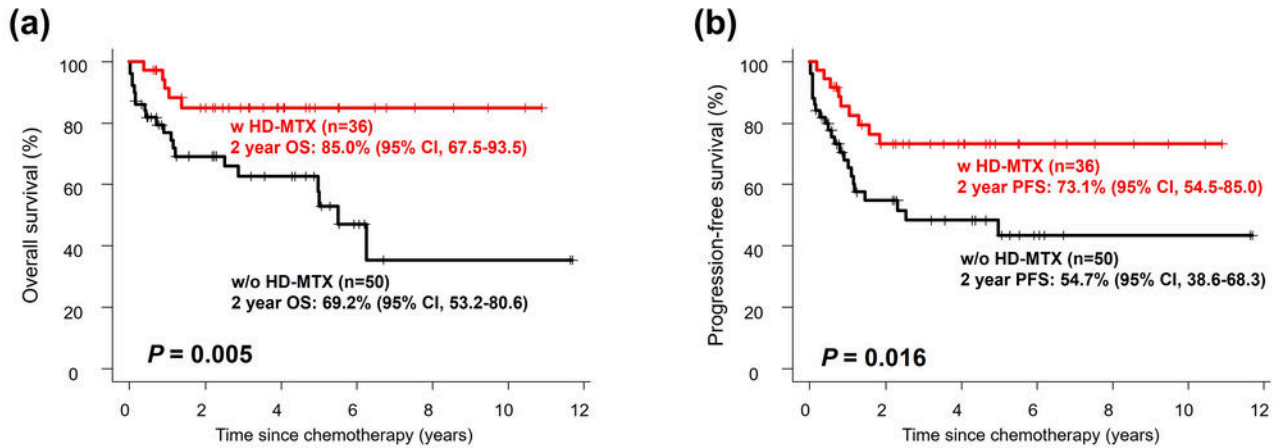 (a)
Overall survival (%)
100
80
60
40
20
0
w HD-MTX (n=36)
2 year OS: 85.0% (95% CI, 67.5-93.5)
w/o HD-MTX (n=50)
2 year OS: 69.2% (95% CI, 53.2-80.6)
P = 0.005
0 2 4 6 8 10 12
Time since chemotherapy (years)
(b)
Progression-free survival (%)
100
80
60
40
20
0
w HD-MTX (n=36)
2 year PFS: 73.1% (95% CI, 54.5-85.0)
w/o HD-MTX (n=50)
2 year PFS: 54.7% (95% CI, 38.6-68.3)
P = 0.016
0 2 4 6 8 10 12
Time since chemotherapy (years)